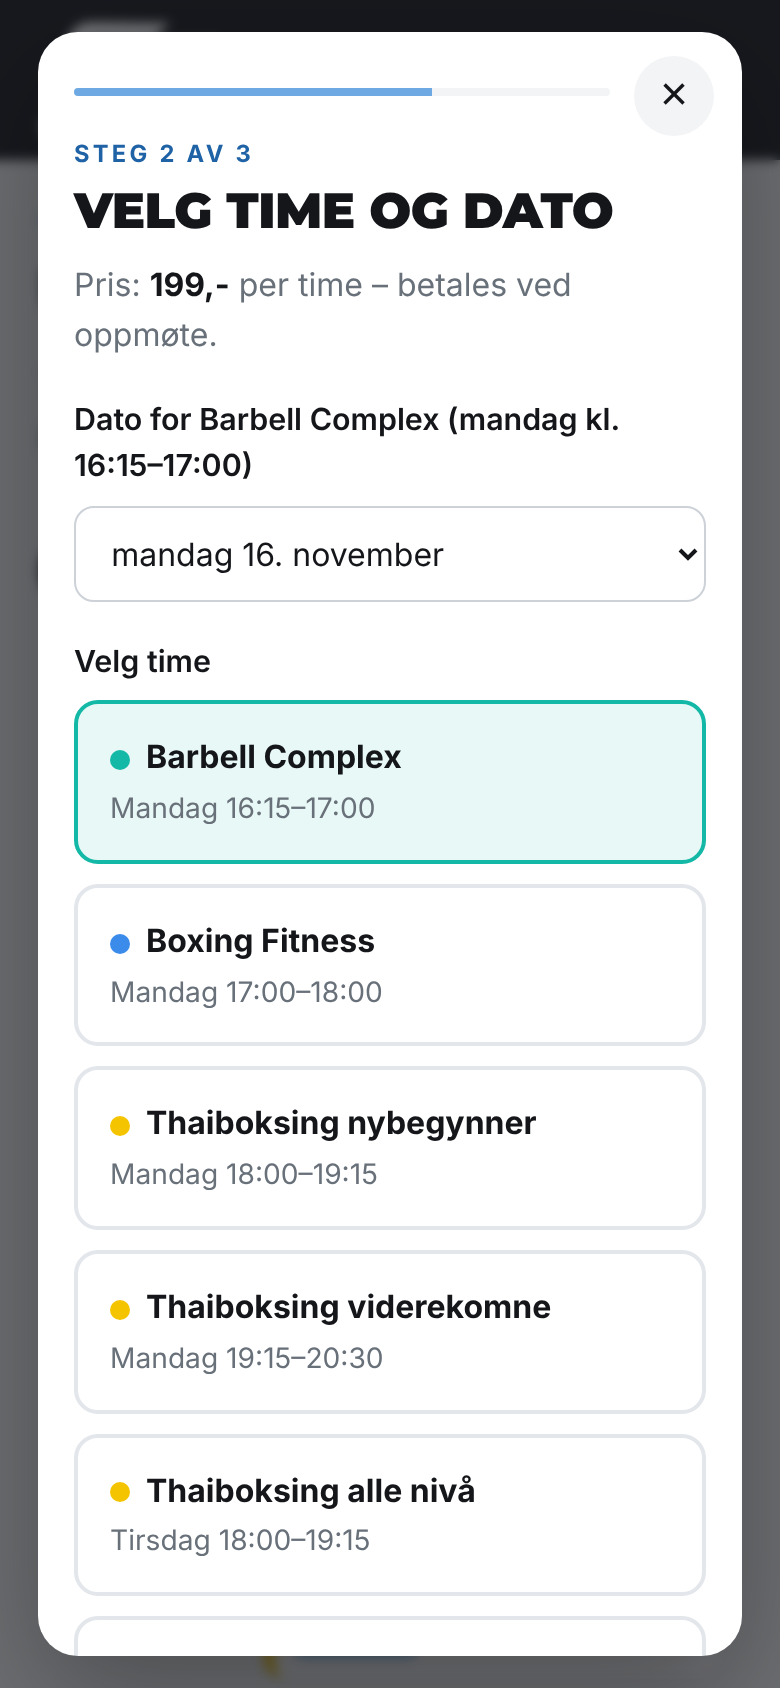 STEG 2 AV 3
VELG TIME OG DATO
Pris: 199,- per time – betales ved
oppmøte.
Dato for Barbell Complex (mandag kl.
16:15–17:00)
mandag 16. november
Velg time
Barbell Complex
Mandag 16:15–17:00
Boxing Fitness
Mandag 17:00–18:00
Thaiboksing nybegynner
Mandag 18:00–19:15
Thaiboksing viderekomne
Mandag 19:15–20:30
Thaiboksing alle nivå
Tirsdag 18:00–19:15